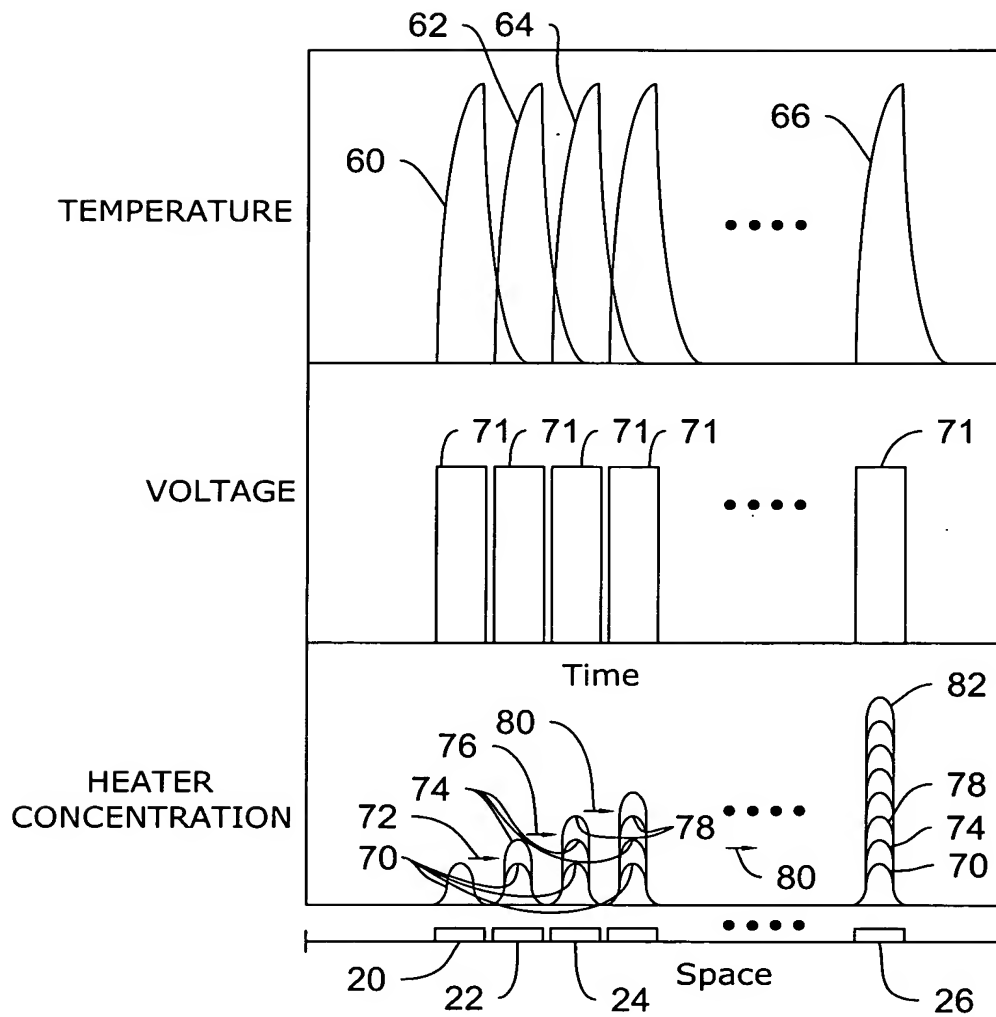 62 64
60
66
TEMPERATURE
71 71 71 71 71
VOLTAGE
Time
82
80
76
HEATER
CONCENTRATION
74
72
70
78
78
74
70
80
20 22 24 Space 26